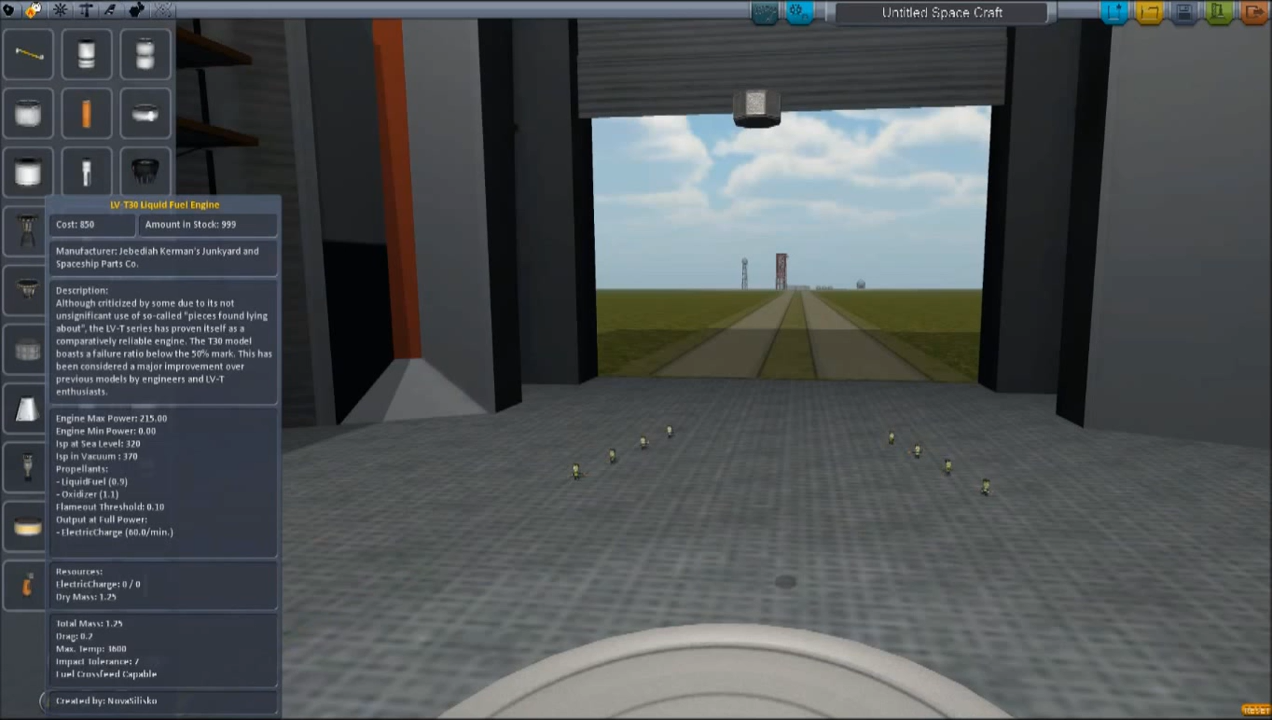 Untitled Space Craft
LV-T30 Liquid Fuel Engine
Cost: 850
Amount in Stock: 999
Manufacturer: Jebediah Kerman's Junkyard and
Spaceship Parts Co.
Description:
Although criticized by some due to its not
unsignificant use of so-called "pieces found lying
about", the LV-T series has proven itself as a
comparatively reliable engine. The T30 model
boasts a failure ratio below the 50% mark. This has
been considered a major improvement over
previous models by engineers and LV-T
enthusiasts.
Engine Max Power: 215.00
Engine Min Power: 0.00
Isp at Sea Level: 320
Isp in Vacuum : 370
Propellants:
- LiquidFuel (0.9)
- Oxidizer (1.1)
Flameout Threshold: 0.10
Output at Full Power:
- ElectricCharge (60.0/min.)
Resources:
ElectricCharge: 0 / 0
Dry Mass: 1.25
Total Mass: 1.25
Drag: 0.2
Max. Temp: 3600
Impact Tolerance: 7
Fuel Crossfeed Capable
Created by: NovaSilisko